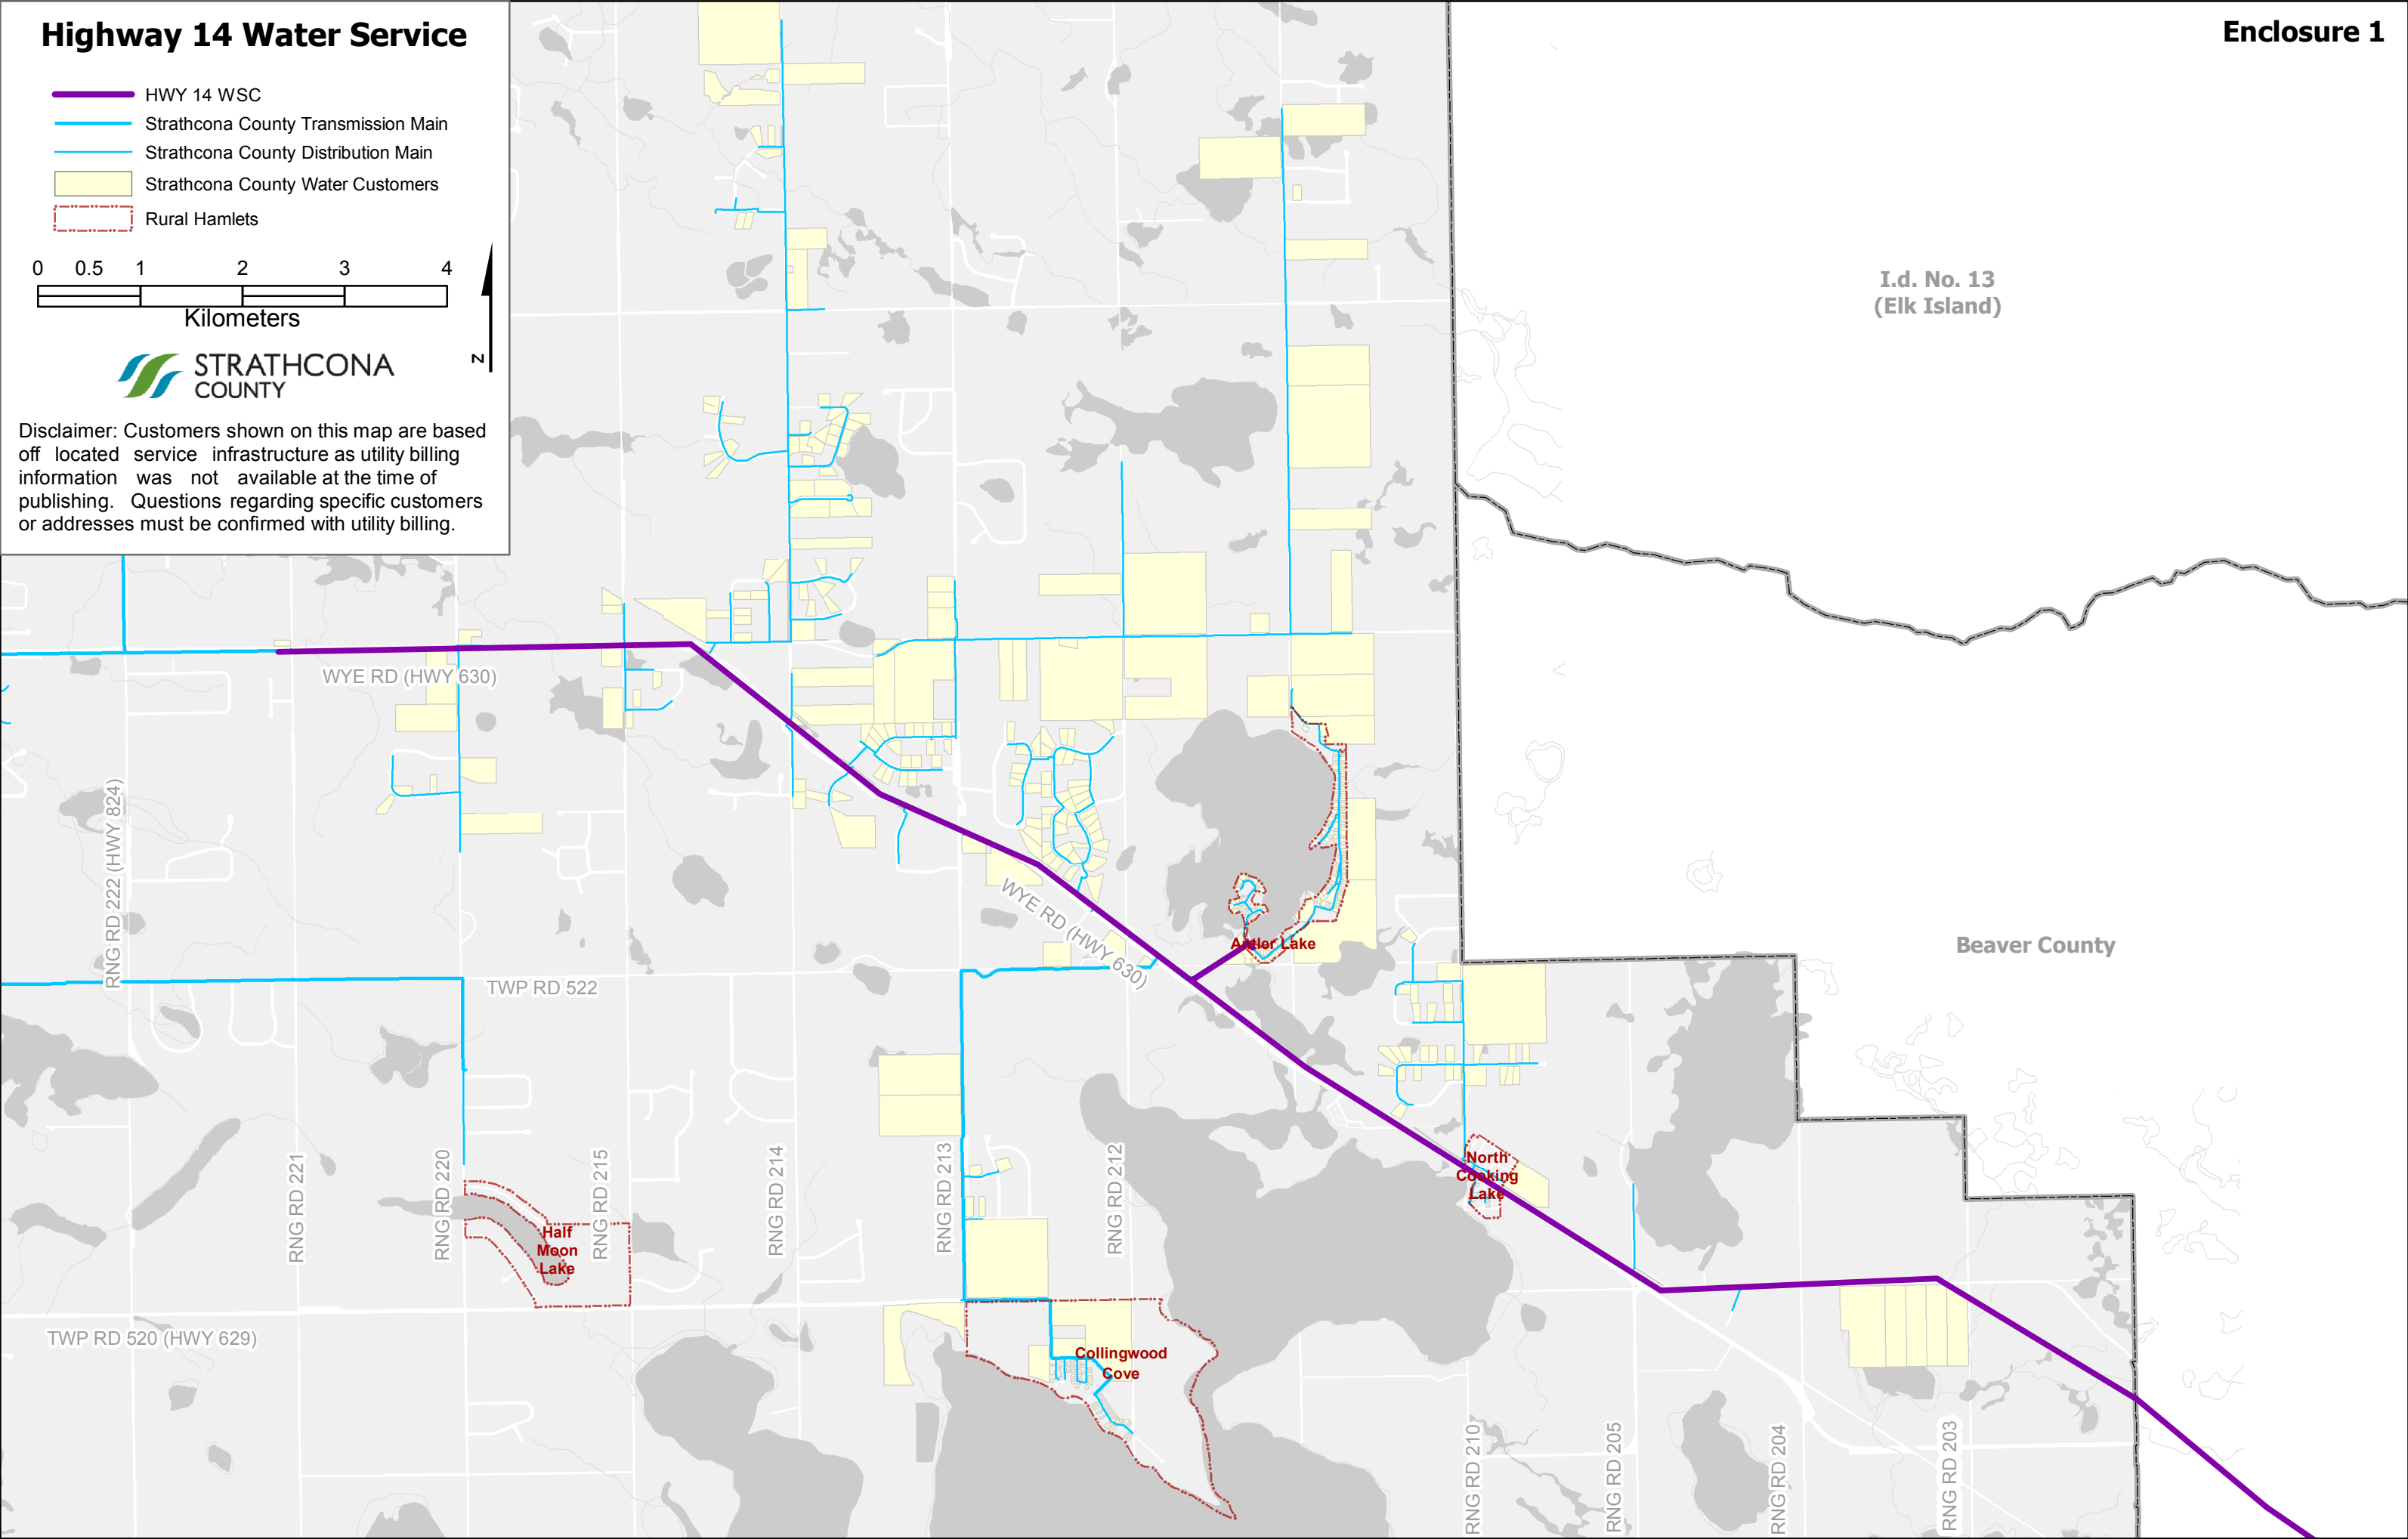 Highway 14 Water Service
Enclosure 1
HWY 14 WSC
Strathcona County Transmission Main
Strathcona County Distribution Main
Strathcona County Water Customers
Rural Hamlets
0 0.5 1 2 3 4
Kilometers
N
STRATHCONA
COUNTY
Disclaimer: Customers shown on this map are based
off located service infrastructure as utility billing
information was not available at the time of
publishing. Questions regarding specific customers
or addresses must be confirmed with utility billing.
I.d. No. 13
(Elk Island)
WYE RD (HWY 630)
RNG RD 222 (HWY 824)
WYE RD (HWY 630)
Antler Lake
Beaver County
TWP RD 522
RNG RD 221
RNG RD 220
RNG RD 215
RNG RD 214
RNG RD 213
RNG RD 212
North
Cooking
Lake
Half
Moon
Lake
TWP RD 520 (HWY 629)
Collingwood
Cove
RNG RD 210
RNG RD 205
RNG RD 204
RNG RD 203